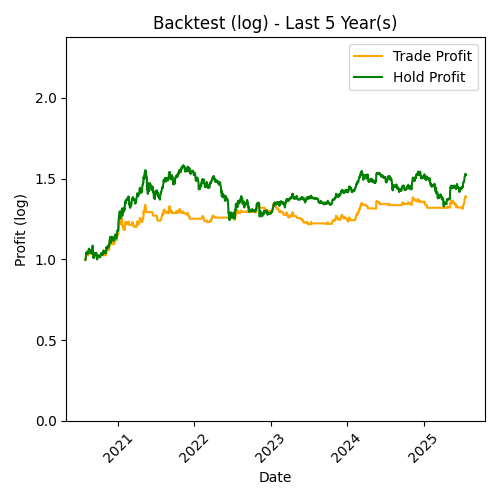 Backtest (log) - Last 5 Year(s)
Trade Profit
Hold Profit
Profit (log)
2.0
1.5
1.0
0.5
0.0
2021
2022
2023
2024
2025
Date